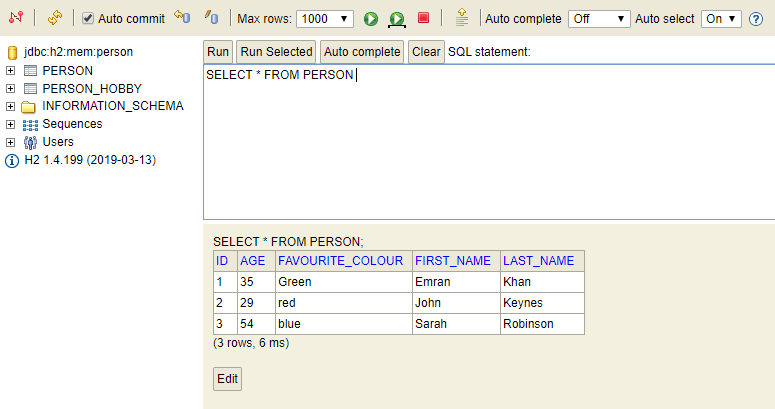 Auto commit Max rows: 1000 Auto complete Off Auto select On ?
jdbc:h2:mem:person
PERSON
PERSON_HOBBY
INFORMATION_SCHEMA
Sequences
Users
H2 1.4.199 (2019-03-13)
Run Run Selected Auto complete Clear SQL statement:
SELECT * FROM PERSON
SELECT * FROM PERSON;
ID AGE FAVOURITE_COLOUR FIRST_NAME LAST_NAME
1 35 Green Emran Khan
2 29 red John Keynes
3 54 blue Sarah Robinson
(3 rows, 6 ms)
Edit